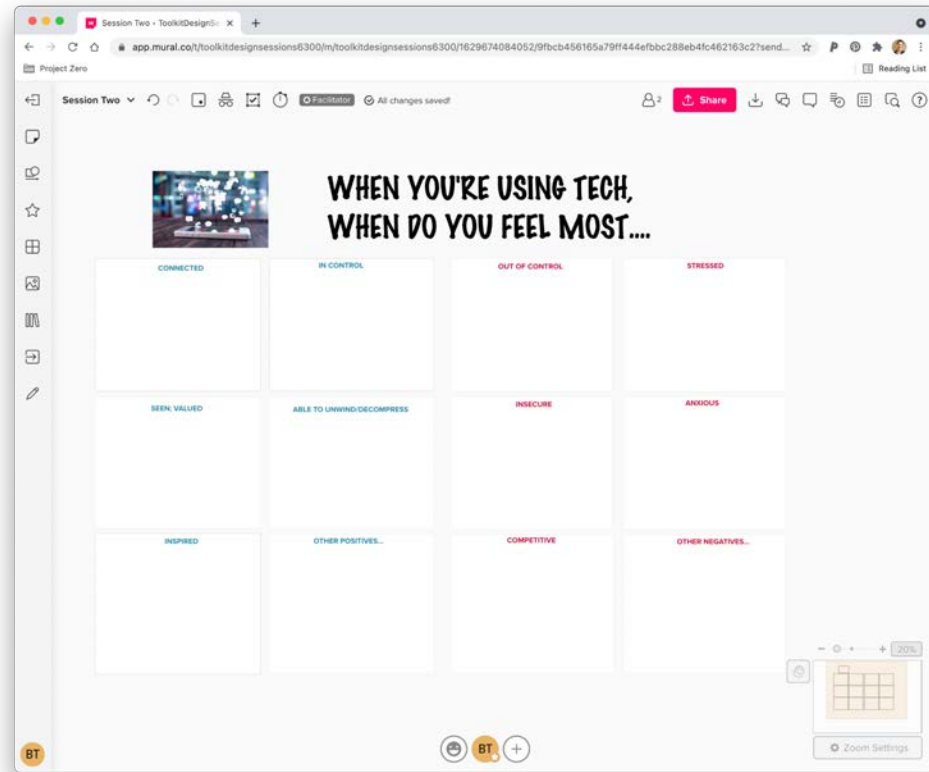 Session Two • ToolkitDesignSe
app.mural.co/t/toolkitdesignsessions6300/m/toolkitdesignsessions6300/1629674084052/9fbcb456165a79ff444efbbc288eb4fc462163c2?send...
Project Zero
Reading List
Session Two
Facilitator
All changes saved!
2
Share
WHEN YOU'RE USING TECH,
WHEN DO YOU FEEL MOST....
CONNECTED
IN CONTROL
OUT OF CONTROL
STRESSED
SEEN; VALUED
ABLE TO UNWIND/DECOMPRESS
INSECURE
ANXIOUS
INSPIRED
OTHER POSITIVES...
COMPETITIVE
OTHER NEGATIVES...
20%
Zoom Settings
BT
BT